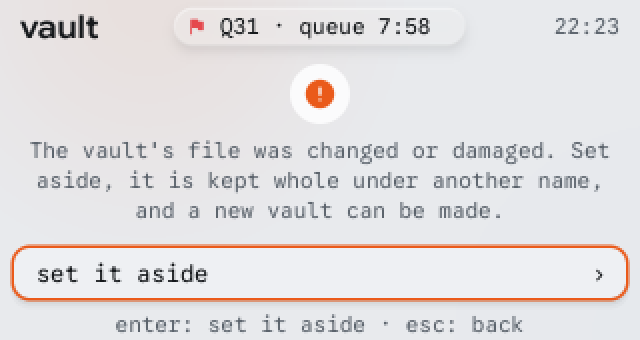 vault
Q31 · queue 7:58
22:23
The vault's file was changed or damaged. Set
aside, it is kept whole under another name,
and a new vault can be made.
set it aside ›
enter: set it aside · esc: back